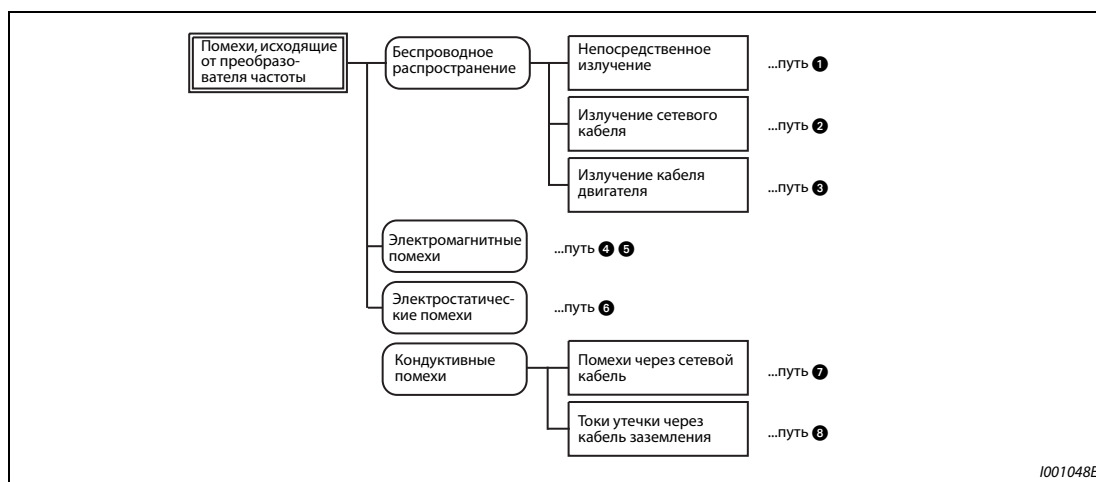 Помехи, исходящие
от преобразо-
вателя частоты
Беспроводное
распространение
Непосредственное
излучение
...путь ❶
Излучение сетевого
кабеля
...путь ❷
Излучение кабеля
двигателя
...путь ❸
Электромагнитные
помехи
...путь ❹ ❺
Электростатичес-
кие помехи
...путь ❻
Кондуктивные
помехи
Помехи через сетевой
кабель
...путь ❼
Токи утечки через
кабель заземления
...путь ❽
I001048E